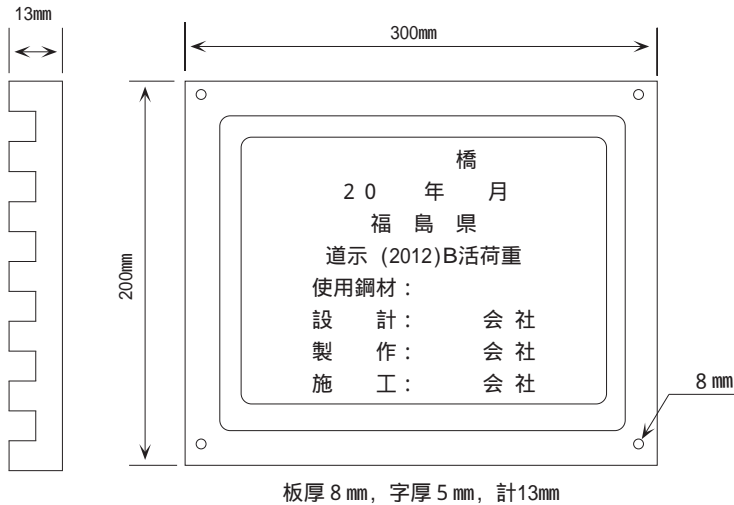 13㎜
300㎜
200㎜
橋
２０　　年　　月
福　島　県
道示 (2012)B活荷重
使用鋼材：
設　　計：　　　会 社
製　　作：　　　会 社
施　　工：　　　会 社
8 ㎜
板厚 8 ㎜，字厚 5 ㎜，計13㎜